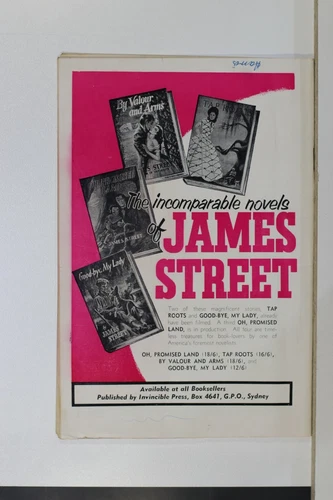 By Valour
and Arms
JAMES STREET
Good-bye, My Lady
JAMES
STREET
The incomparable novels
of JAMES
STREET
Two of these magnificent stories, TAP
ROOTS and GOOD-BYE, MY LADY,
have been filmed. A third OH, PROMISED
LAND, is in production. All four are time-
less treasures for book-lovers by one of
America's foremost novelists.
OH, PROMISED LAND (18/6), TAP ROOTS (16/6),
BY VALOUR AND ARMS (18/6), and
GOOD-BYE, MY LADY (12/6).
Available at all Booksellers
Published by Invincible Press, Box 4641, G.P.O., Sydney